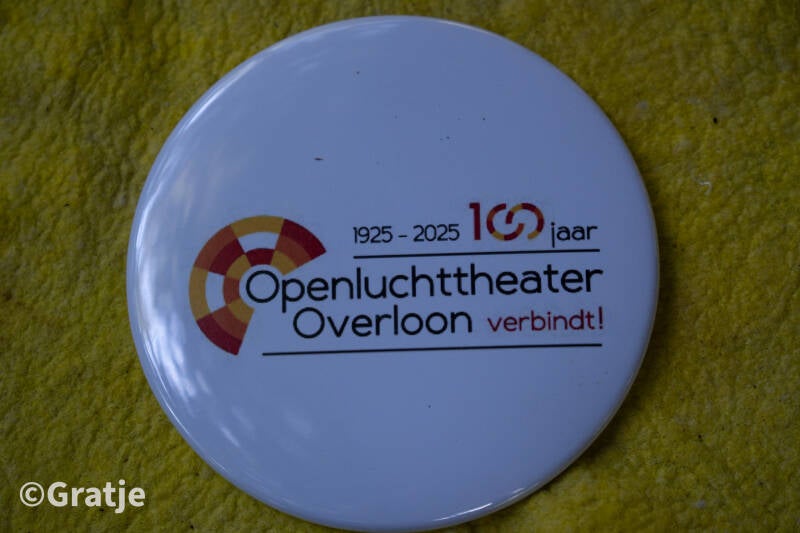 1925 - 2025 100 jaar
Openluchttheater
Overloon verbindt!
©Gratje